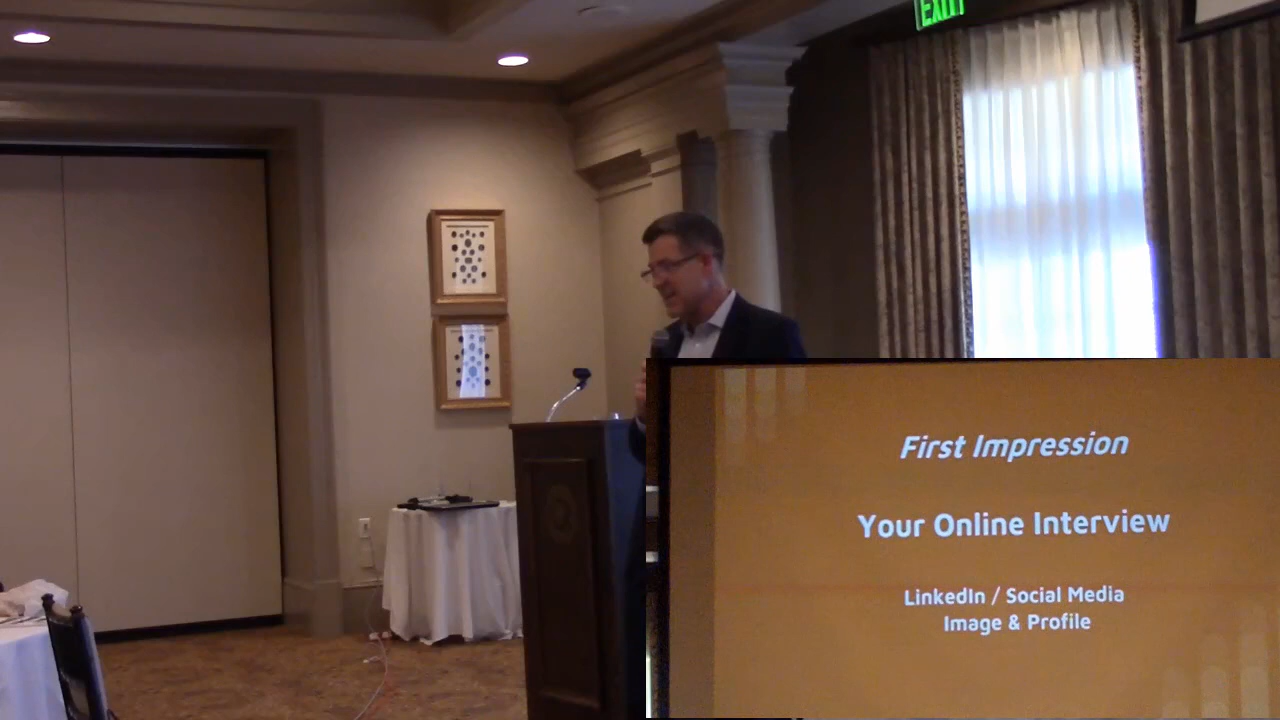 EXIT
First Impression
Your Online Interview
LinkedIn / Social Media
Image & Profile